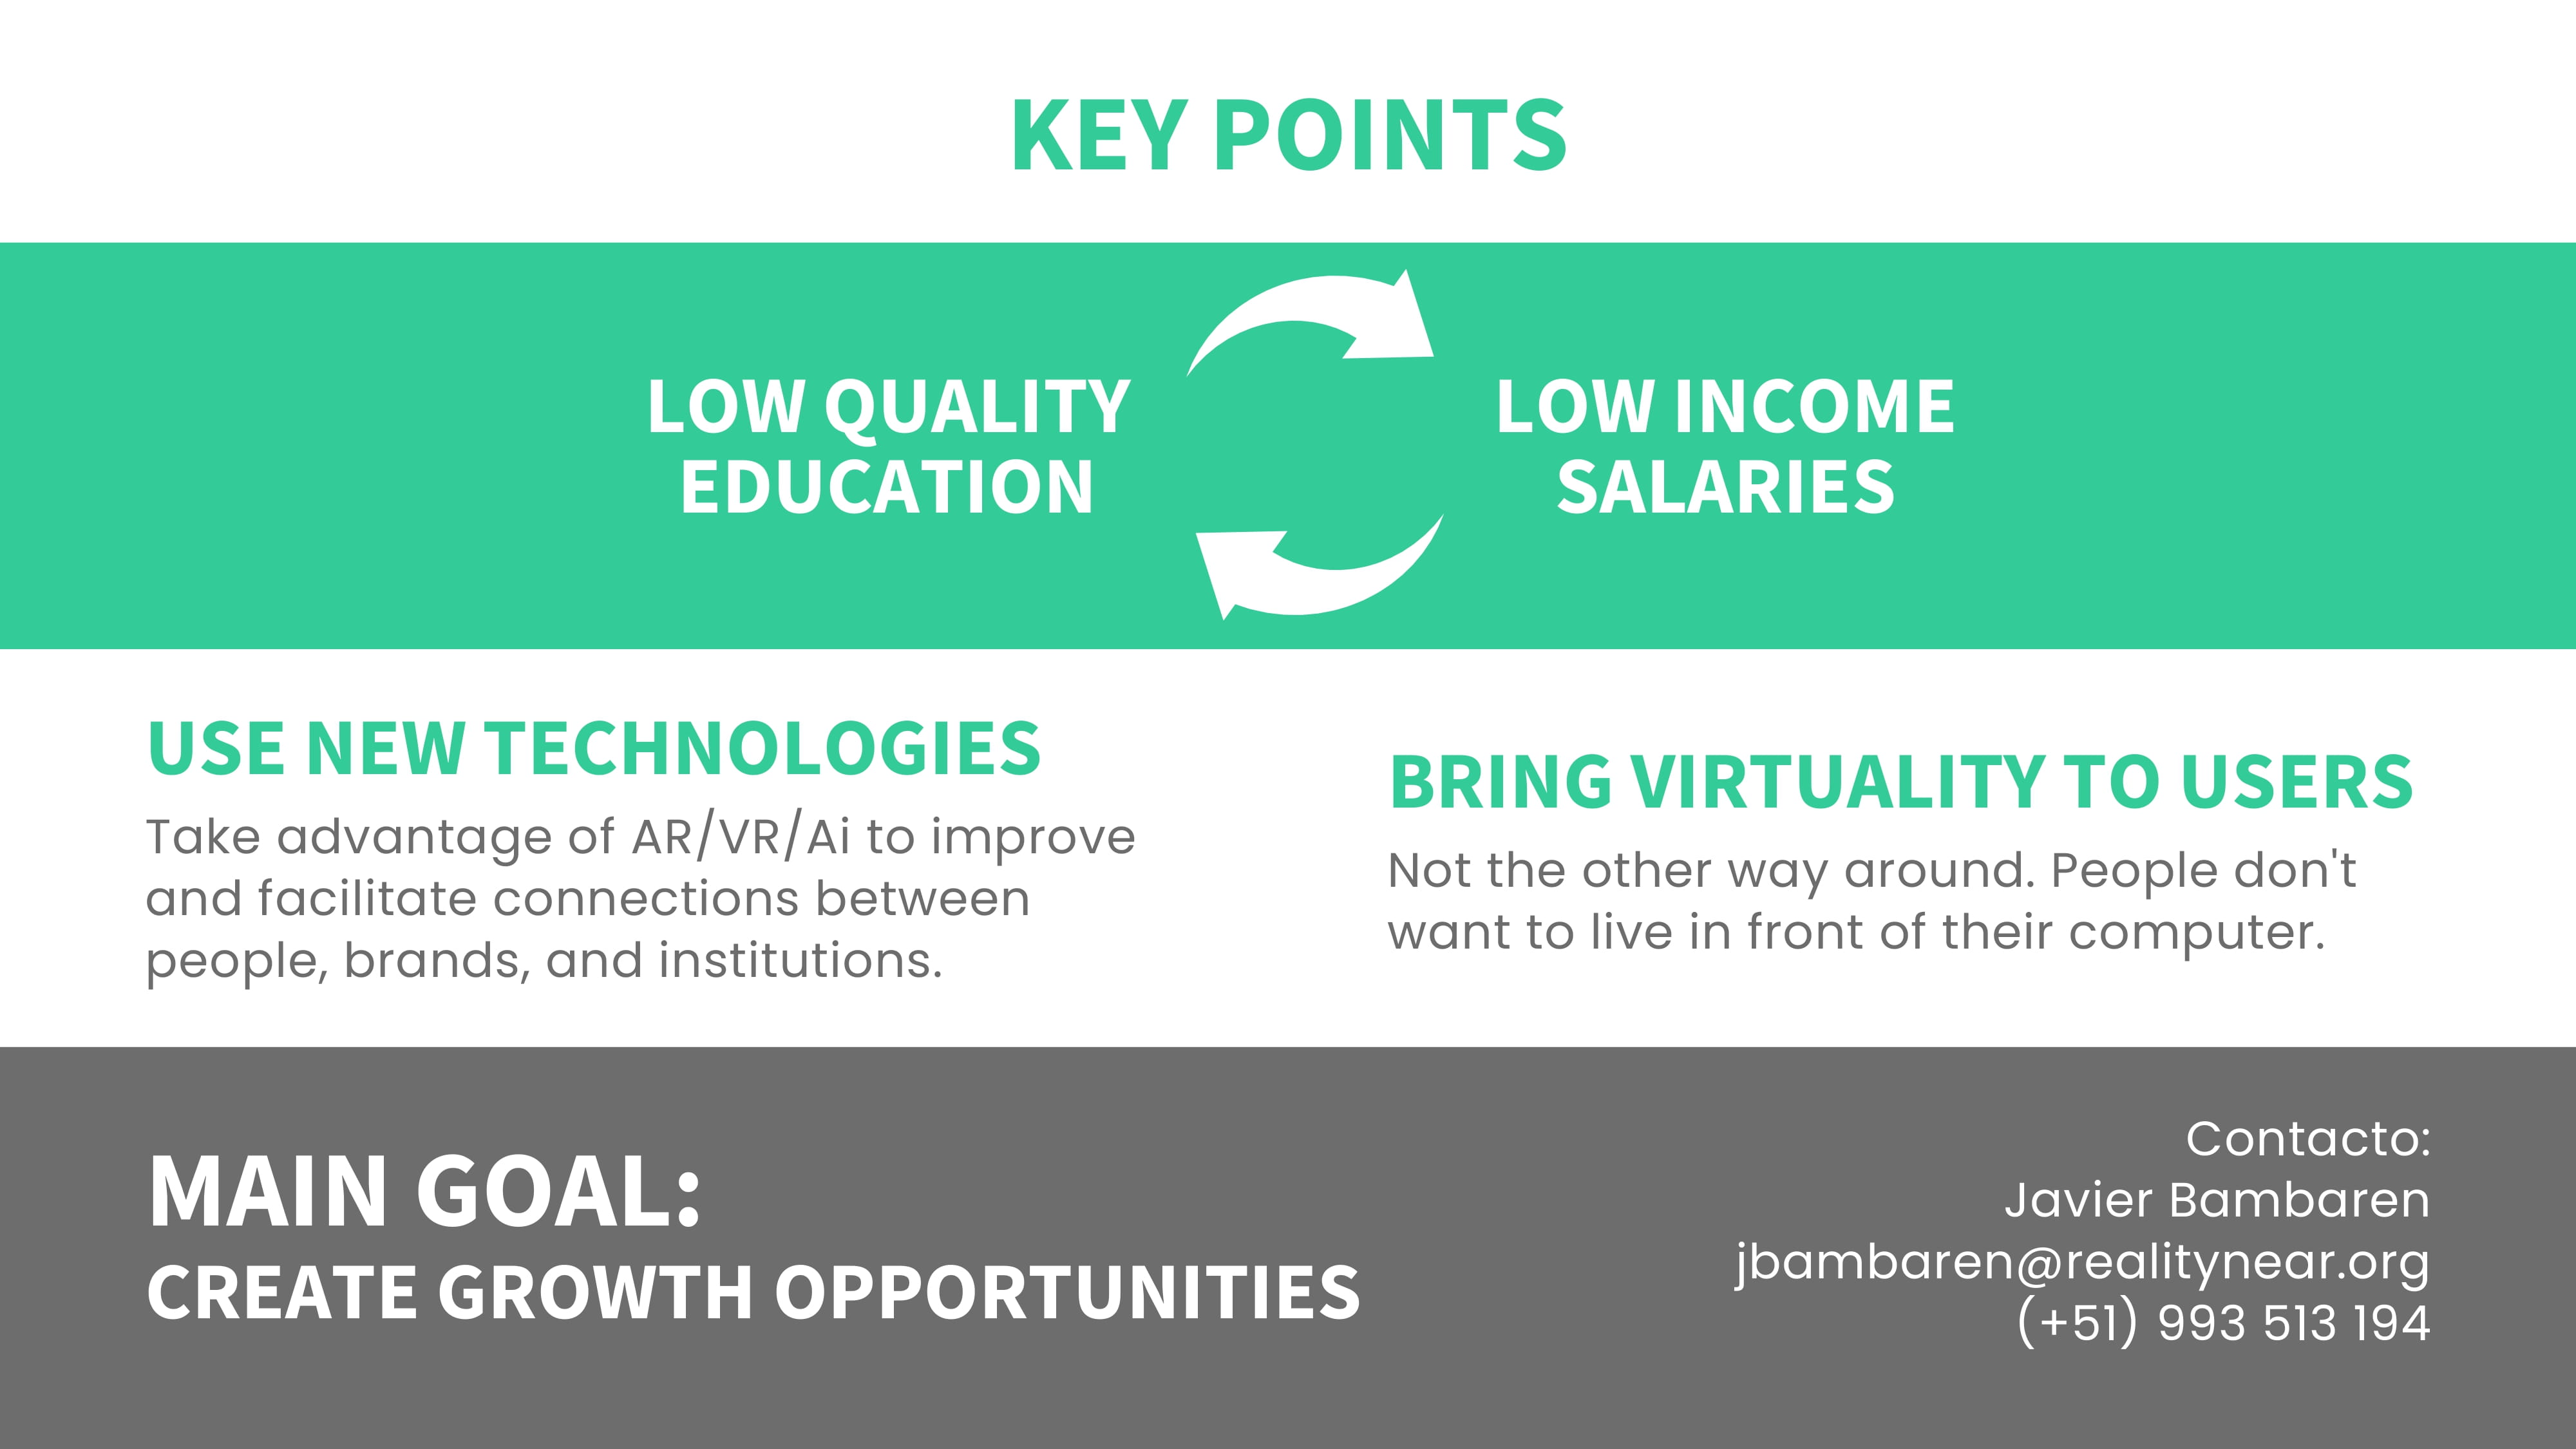 KEY POINTS
LOW QUALITY
EDUCATION
LOW INCOME
SALARIES
USE NEW TECHNOLOGIES
Take advantage of AR/VR/Ai to improve
and facilitate connections between
people, brands, and institutions.
BRING VIRTUALITY TO USERS
Not the other way around. People don't
want to live in front of their computer.
MAIN GOAL:
CREATE GROWTH OPPORTUNITIES
Contacto:
Javier Bambaren
jbambaren@realitynear.org
(+51) 993 513 194